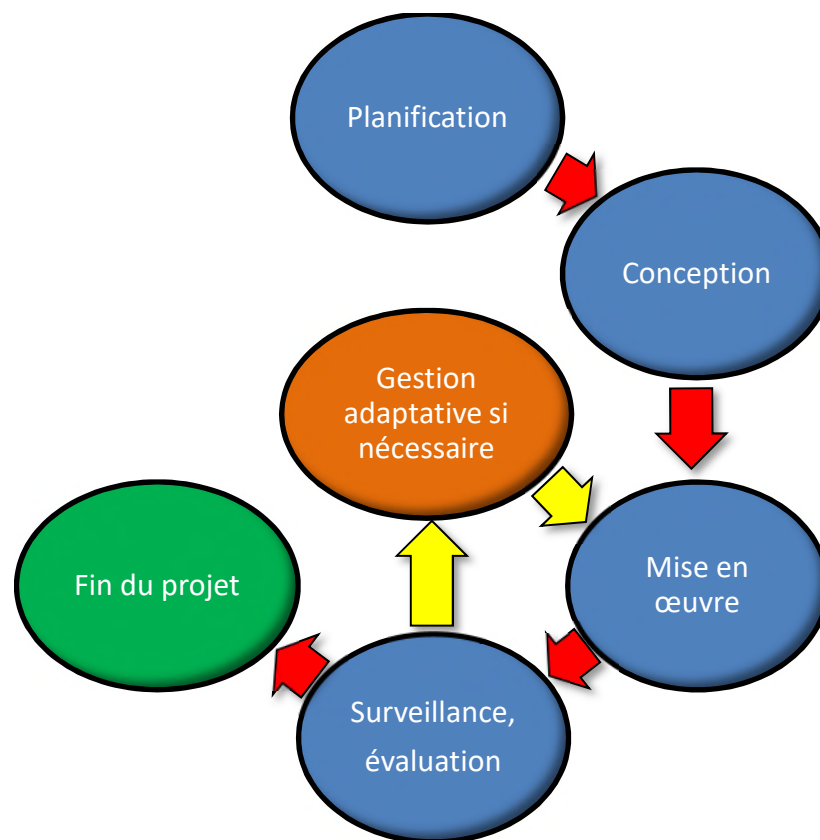 Planification
Conception
Gestion
adaptative si
nécessaire
Mise en
œuvre
Fin du projet
Surveillance,
évaluation